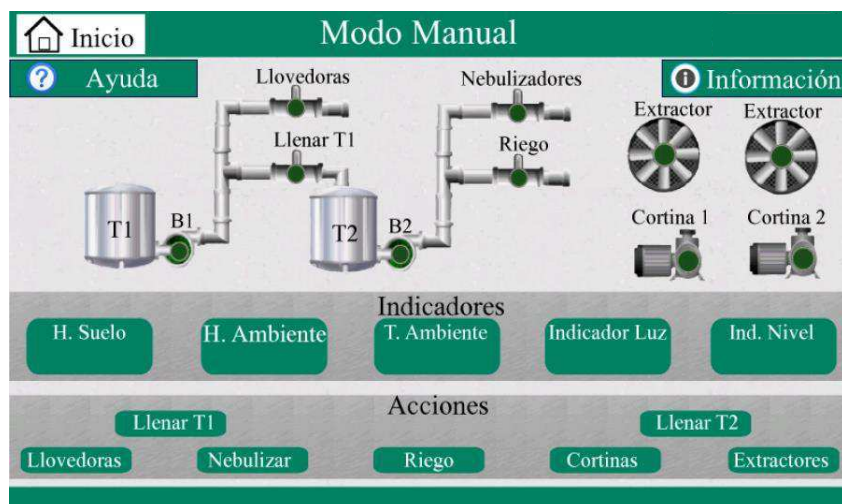 Inicio
Modo Manual
Ayuda
Información
Llovedoras
Nebulizadores
Extractor
Extractor
Llenar T1
Riego
T1
B1
T2
B2
Cortina 1
Cortina 2
Indicadores
H. Suelo
H. Ambiente
T. Ambiente
Indicador Luz
Ind. Nivel
Acciones
Llenar T1
Llenar T2
Llovedoras
Nebulizar
Riego
Cortinas
Extractores